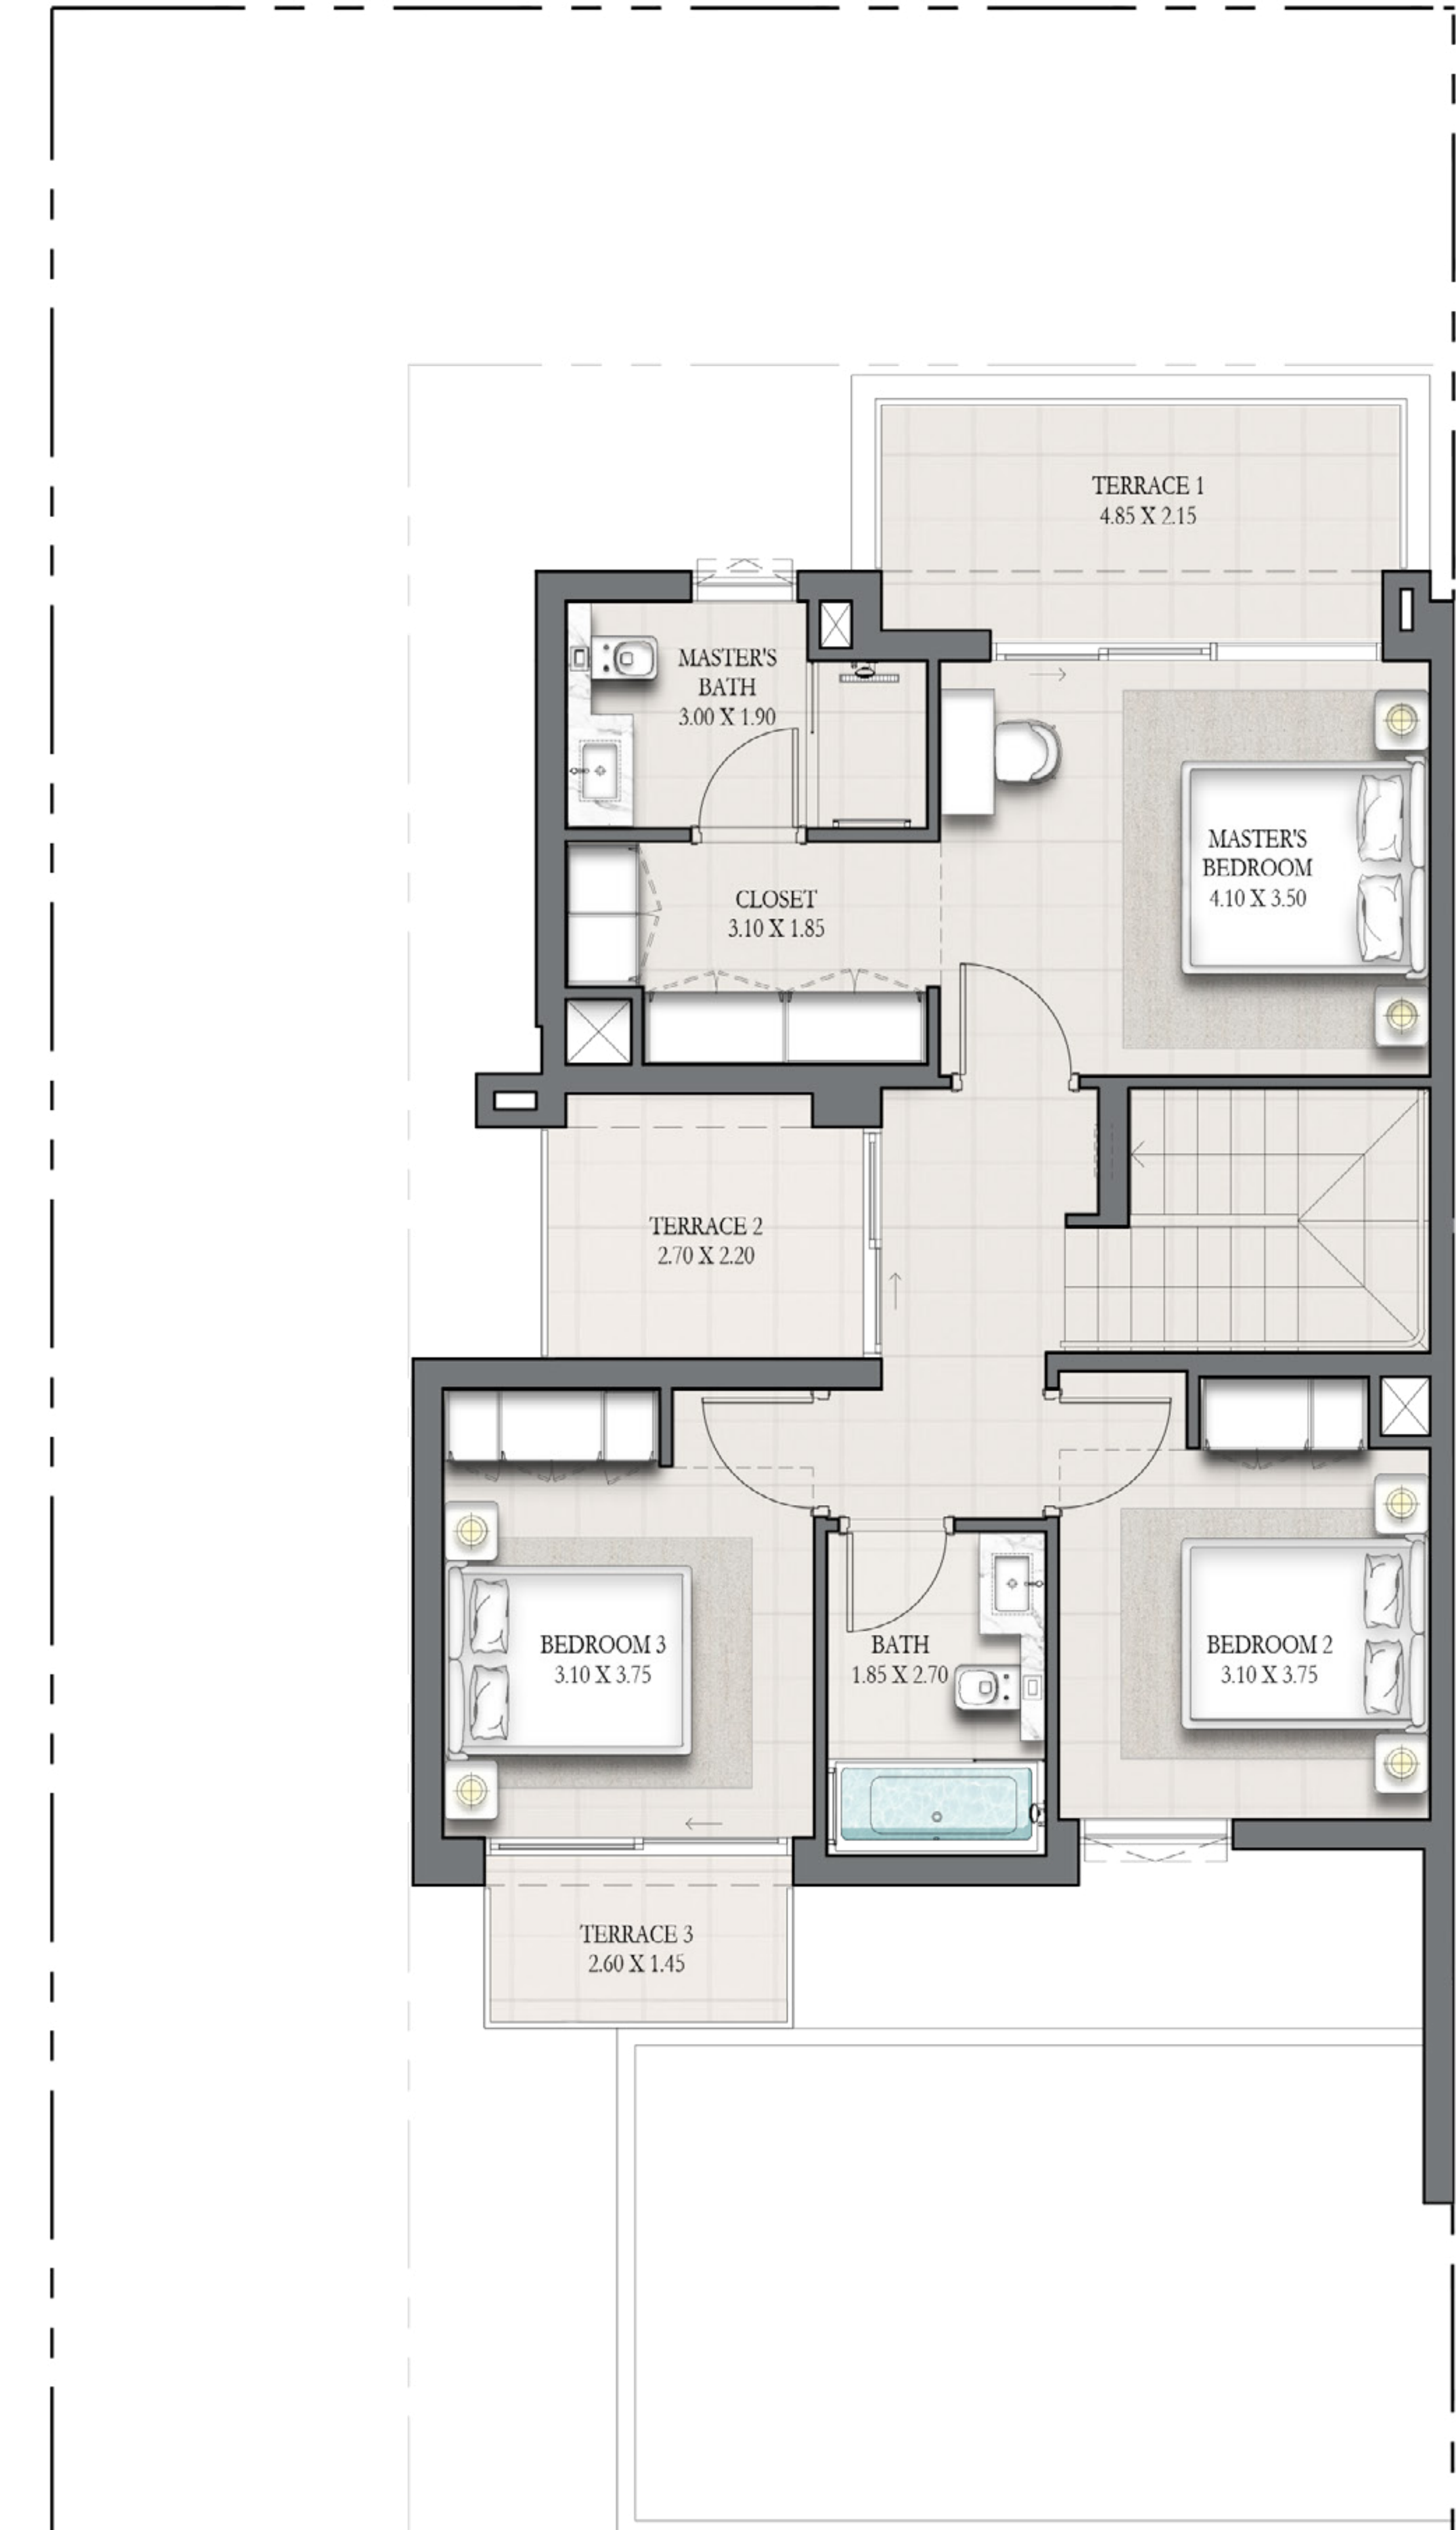 TERRACE 1
4.85 X 2.15
MASTER'S
BATH
3.00 X 1.90
MASTER'S
BEDROOM
4.10 X 3.50
CLOSET
3.10 X 1.85
TERRACE 2
2.70 X 2.20
BEDROOM 3
3.10 X 3.75
BATH
1.85 X 2.70
BEDROOM 2
3.10 X 3.75
TERRACE 3
2.60 X 1.45